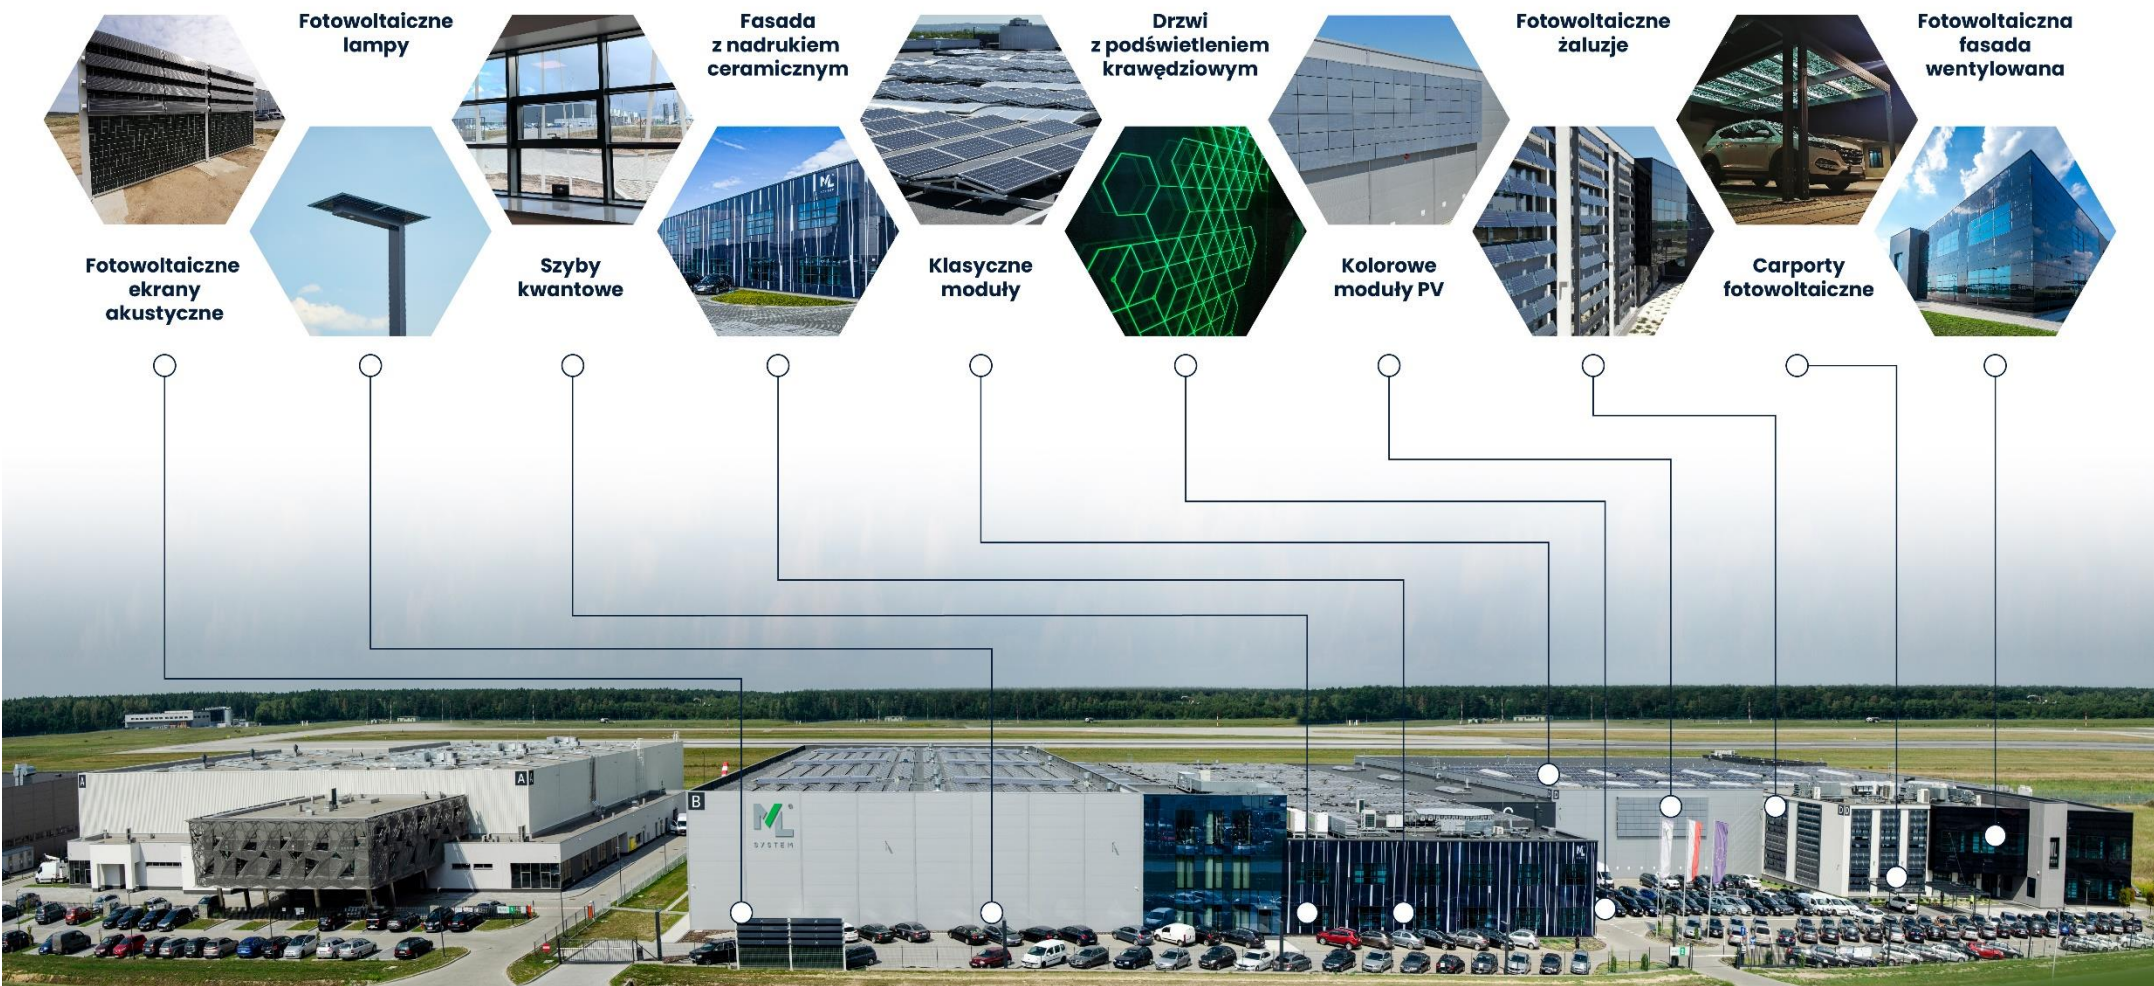 Fotowoltaiczne
lampy
Fasada
z nadrukiem
ceramicznym
Drzwi
z podświetleniem
krawędziowym
Fotowoltaiczne
żaluzje
Fotowoltaiczna
fasada
wentylowana
Fotowoltaiczne
ekrany
akustyczne
Szyby
kwantowe
Klasyczne
moduły
Kolorowe
moduły PV
Carporty
fotowoltaiczne
A
A
B
ML
SYSTEM
ML
D